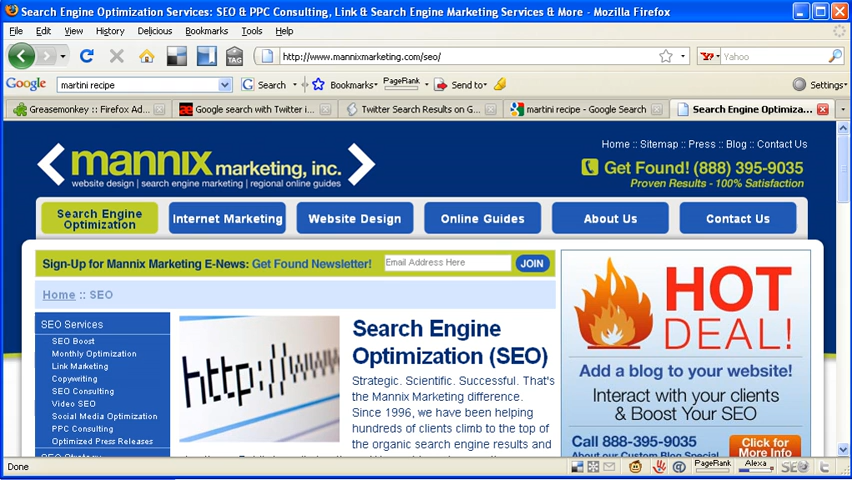 Search Engine Optimization Services: SEO & PPC Consulting, Link & Search Engine Marketing Services & More - Mozilla Firefox
File Edit View History Delicious Bookmarks Tools Help
http://www.mannixmarketing.com/seo/
Yahoo
TAG
Google martini recipe Search Bookmarks PageRank Send to Settings
Greasemonkey :: Firefox Ad... Google search with Twitter i... Twitter Search Results on G... martini recipe - Google Search Search Engine Optimiza...
Home :: Sitemap :: Press :: Blog :: Contact Us
mannix marketing, inc.
website design | search engine marketing | regional online guides
Get Found! (888) 395-9035
Proven Results - 100% Satisfaction
Search Engine Optimization
Internet Marketing
Website Design
Online Guides
About Us
Contact Us
Sign-Up for Mannix Marketing E-News: Get Found Newsletter! Email Address Here JOIN
Home :: SEO
SEO Services
SEO Boost
Monthly Optimization
Link Marketing
Copywriting
SEO Consulting
Video SEO
Social Media Optimization
PPC Consulting
Optimized Press Releases
SEO Strategy
http://www
Search Engine
Optimization (SEO)
Strategic. Scientific. Successful. That's
the Mannix Marketing difference.
Since 1996, we have been helping
hundreds of clients climb to the top of
the organic search engine results and
HOT
DEAL!
Add a blog to your website!
Interact with your clients
& Boost Your SEO
Call 888-395-9035
About our Custom Blog Special
Click for
More Info
Done
PageRank Alexa SEO